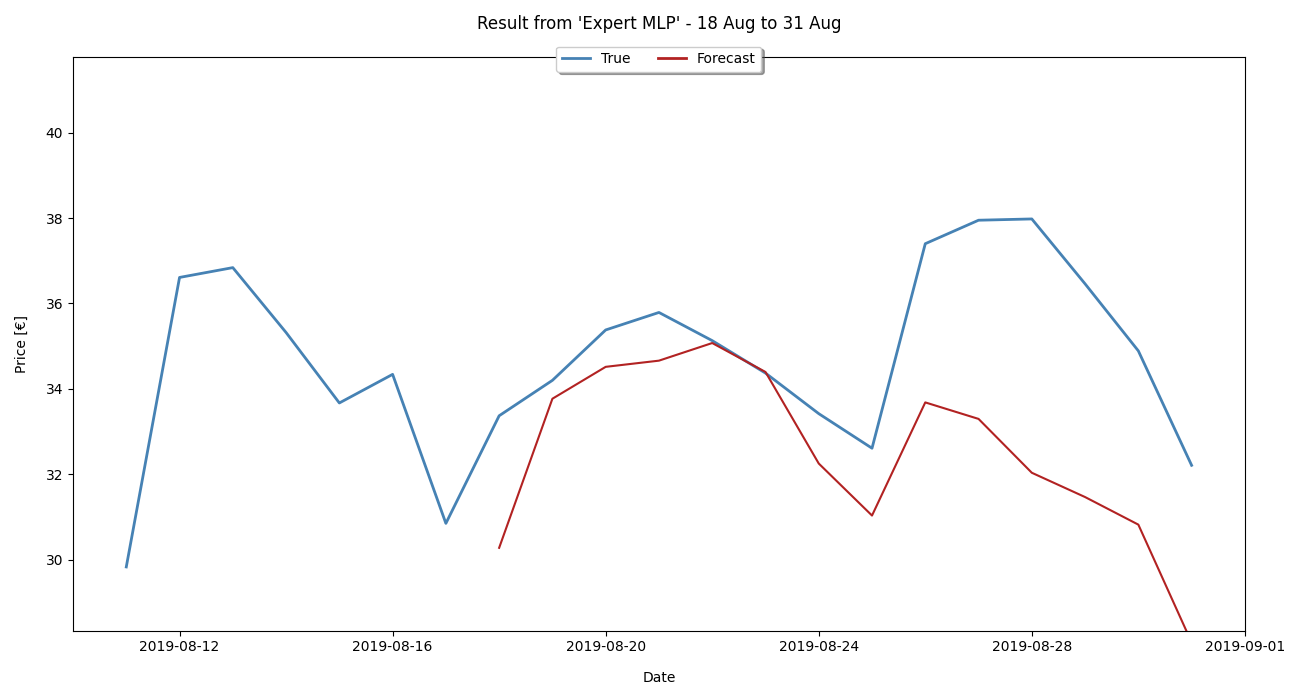 Result from 'Expert MLP' - 18 Aug to 31 Aug
True Forecast
40
38
36
34
32
30
Price [€]
2019-08-12 2019-08-16 2019-08-20 2019-08-24 2019-08-28 2019-09-01
Date